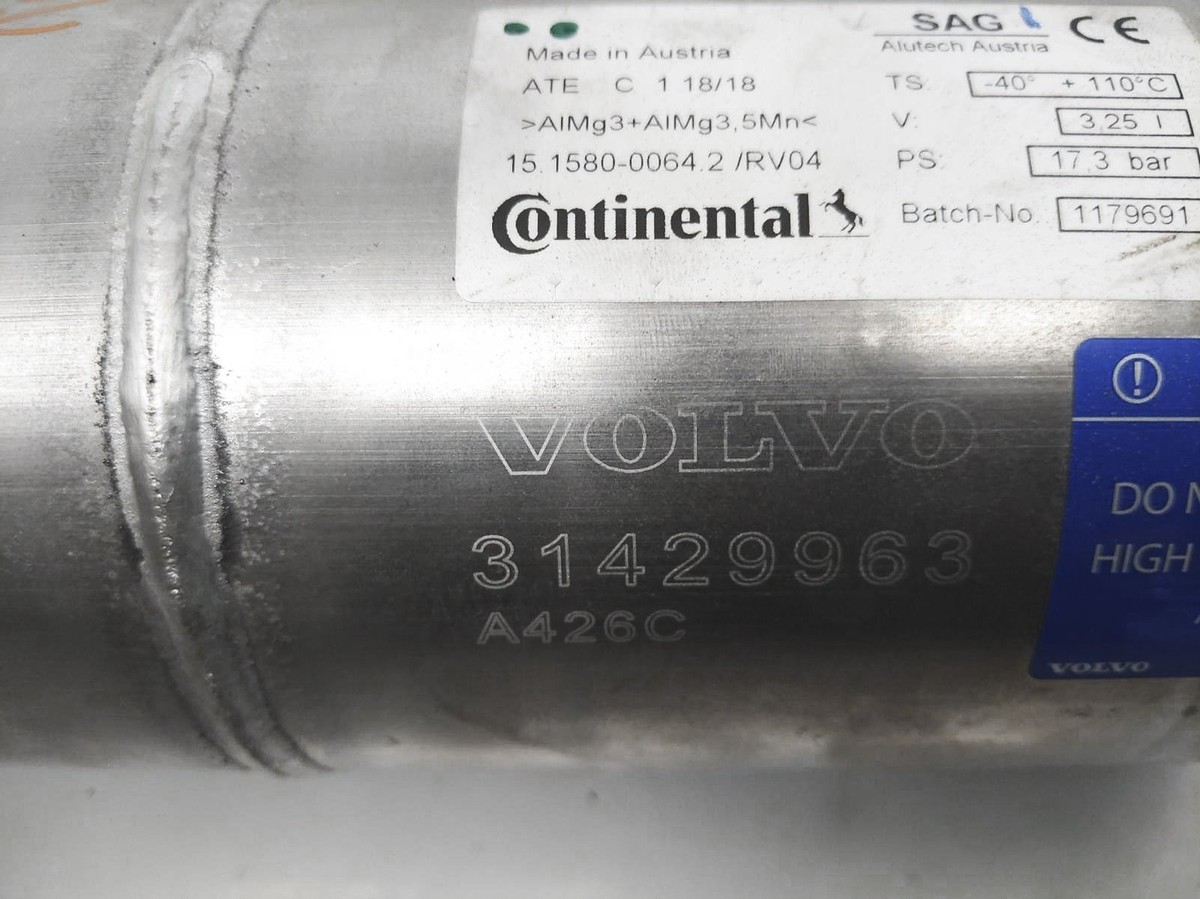 Made in Austria
ATE C 1 18/18
>AlMg3+AlMg3,5Mn<
15.1580-0064.2 /RV04
Continental
SAG
Alutech Austria
CE
TS: -40° + 110°C
V: 3,25 l
PS: 17,3 bar
Batch-No.: 1179691
VOLVO
31429963
A426C
DO
HIGH
VOLVO